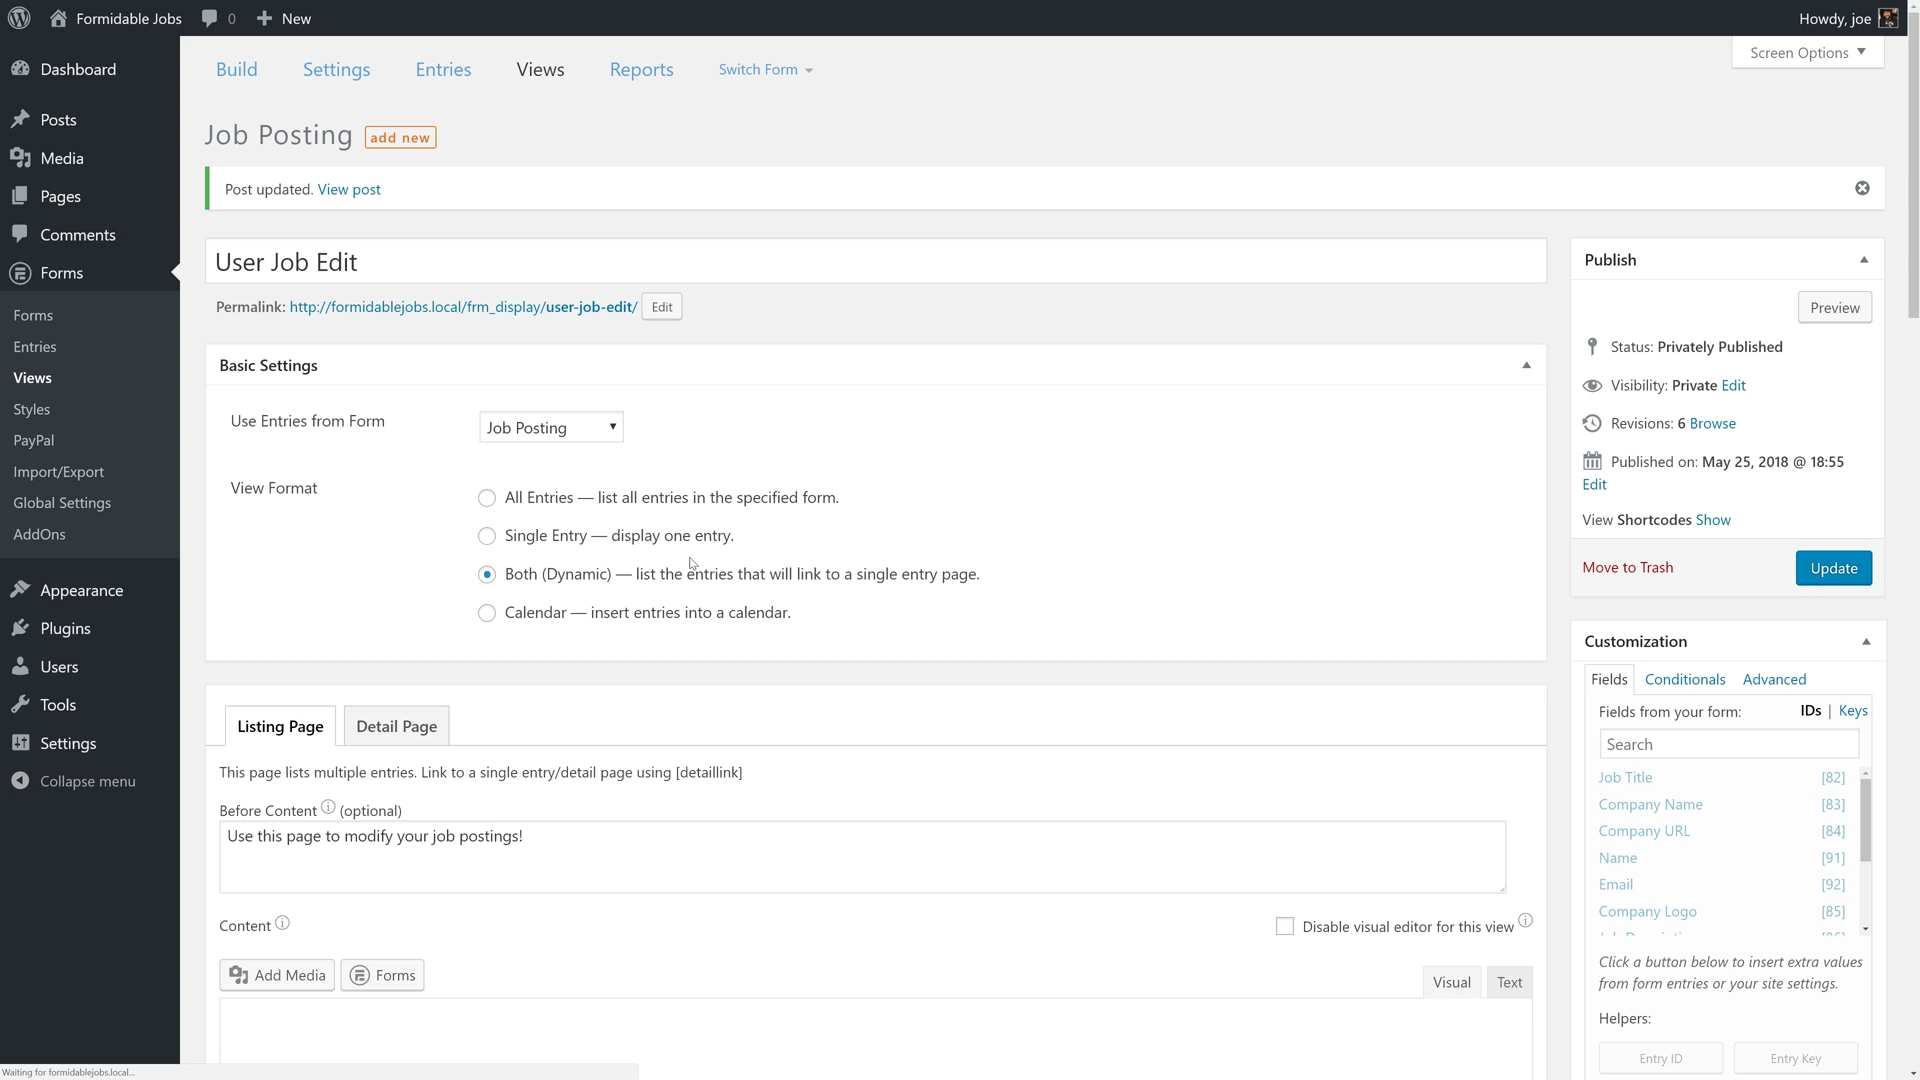 Formidable Jobs
0
New
Howdy, joe
Screen Options
Dashboard
Posts
Media
Pages
Comments
Forms
Forms
Entries
Views
Styles
PayPal
Import/Export
Global Settings
AddOns
Appearance
Plugins
Users
Tools
Settings
Collapse menu
Build
Settings
Entries
Views
Reports
Switch Form
Job Posting
add new
Post updated. View post
User Job Edit
Permalink: http://formidablejobs.local/frm_display/user-job-edit/
Edit
Basic Settings
Use Entries from Form
Job Posting
View Format
All Entries — list all entries in the specified form.
Single Entry — display one entry.
Both (Dynamic) — list the entries that will link to a single entry page.
Calendar — insert entries into a calendar.
Listing Page
Detail Page
This page lists multiple entries. Link to a single entry/detail page using [detaillink]
Before Content (optional)
Use this page to modify your job postings!
Content
Disable visual editor for this view
Add Media
Forms
Visual
Text
Publish
Preview
Status: Privately Published
Visibility: Private Edit
Revisions: 6 Browse
Published on: May 25, 2018 @ 18:55
Edit
View Shortcodes Show
Move to Trash
Update
Customization
Fields
Conditionals
Advanced
Fields from your form:
IDs | Keys
Search
Job Title [82]
Company Name [83]
Company URL [84]
Name [91]
Email [92]
Company Logo [85]
Click a button below to insert extra values
from form entries or your site settings.
Helpers:
Entry ID
Entry Key
Waiting for formidablejobs.local...